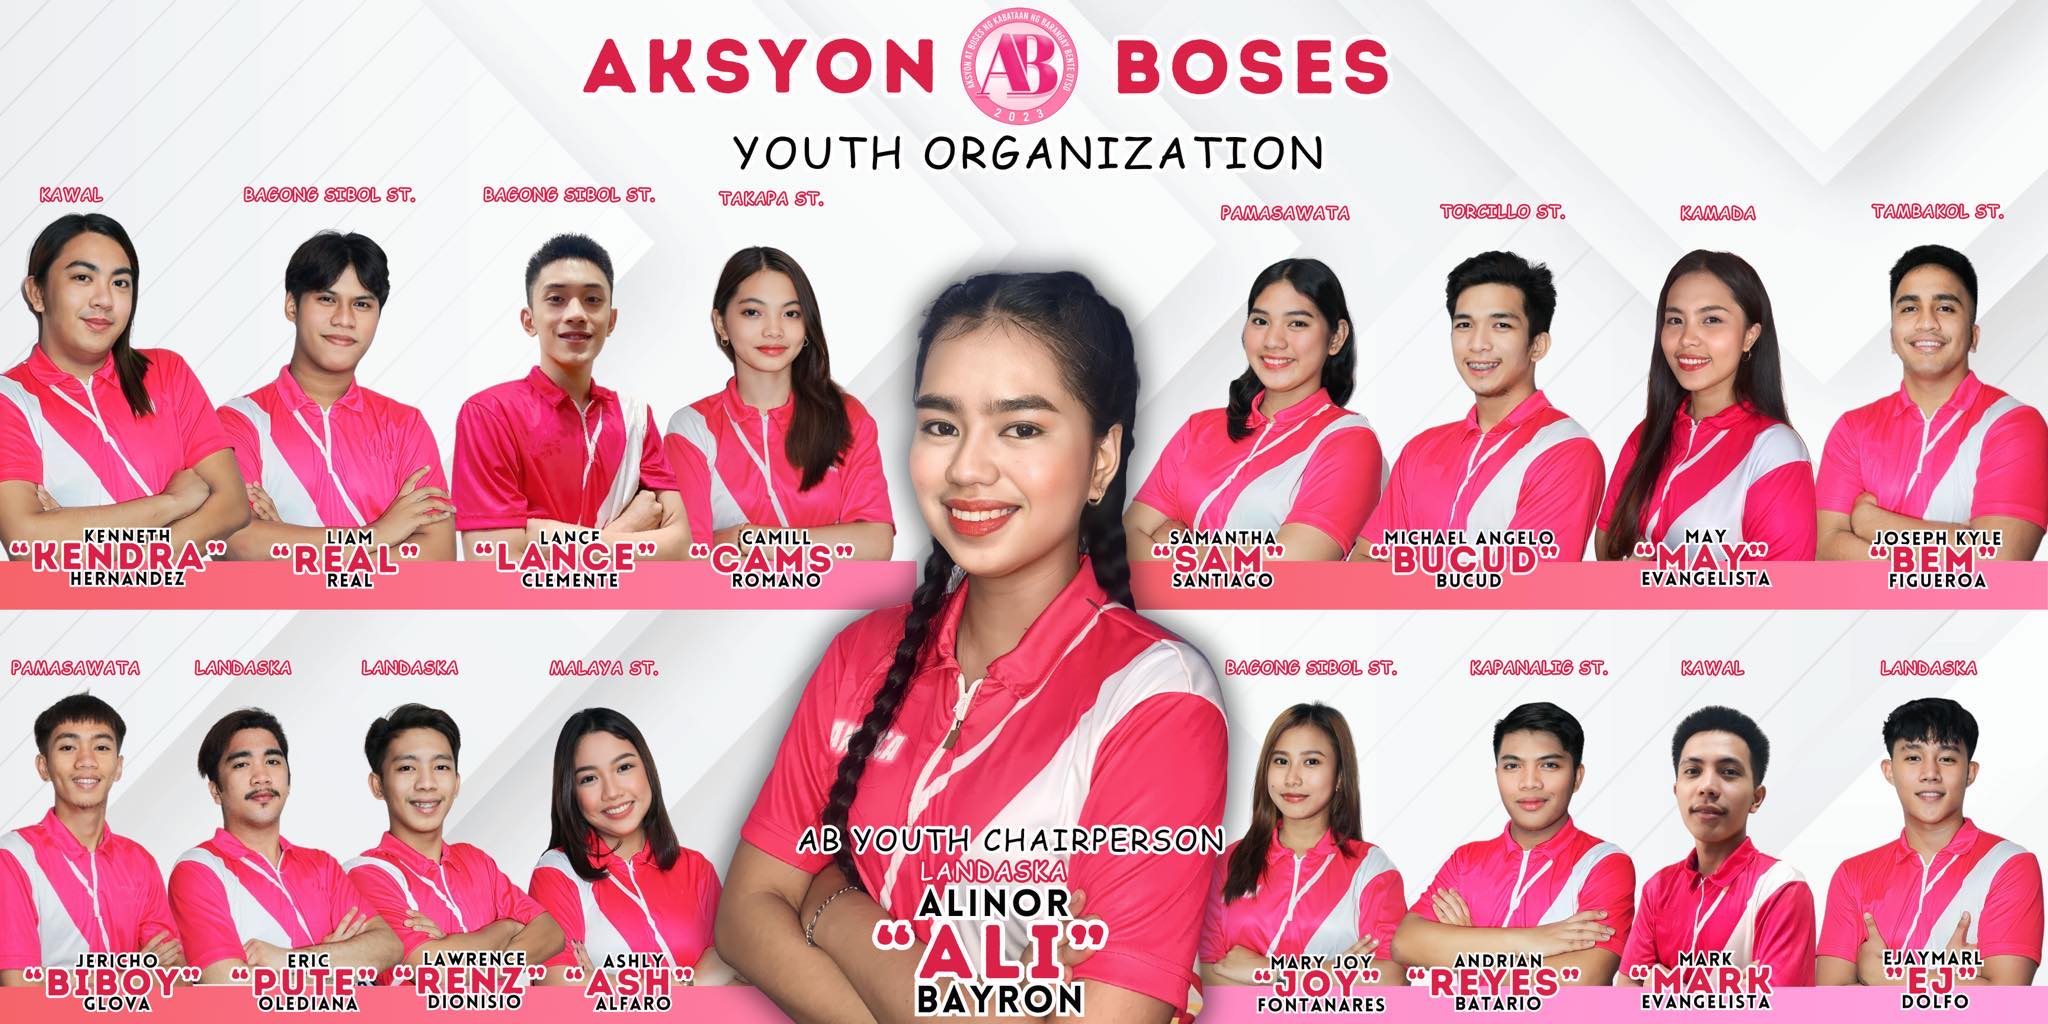 AKSYON AB BOSES
AKSYON AT BOSES NG KABATAAN NG BARANGAY BENTE OTSO
2023
YOUTH ORGANIZATION
KAWAL
KENNETH
“KENDRA”
HERNANDEZ
BAGONG SIBOL ST.
LIAM
“REAL”
REAL
BAGONG SIBOL ST.
LANCE
“LANCE”
CLEMENTE
TAKAPA ST.
CAMILL
“CAMS”
ROMANO
PAMASAWATA
SAMANTHA
“SAM”
SANTIAGO
TORCILLO ST.
MICHAEL ANGELO
“BUCUD”
BUCUD
KAMADA
MAY
“MAY”
EVANGELISTA
TAMBAKOL ST.
JOSEPH KYLE
“BEM”
FIGUEROA
PAMASAWATA
JERICHO
“BIBOY”
GLOVA
LANDASKA
ERIC
“PUTE”
OLEDIANA
LANDASKA
LAWRENCE
“RENZ”
DIONISIO
MALAYA ST.
ASHLY
“ASH”
ALFARO
AB YOUTH CHAIRPERSON
LANDASKA
ALINOR
“ALI”
BAYRON
BAGONG SIBOL ST.
MARY JOY
“JOY”
FONTANARES
KAPANALIG ST.
ANDRIAN
“REYES”
BATARIO
KAWAL
MARK
“MARK”
EVANGELISTA
LANDASKA
EJAYMARL
"EJ"
DOLFO